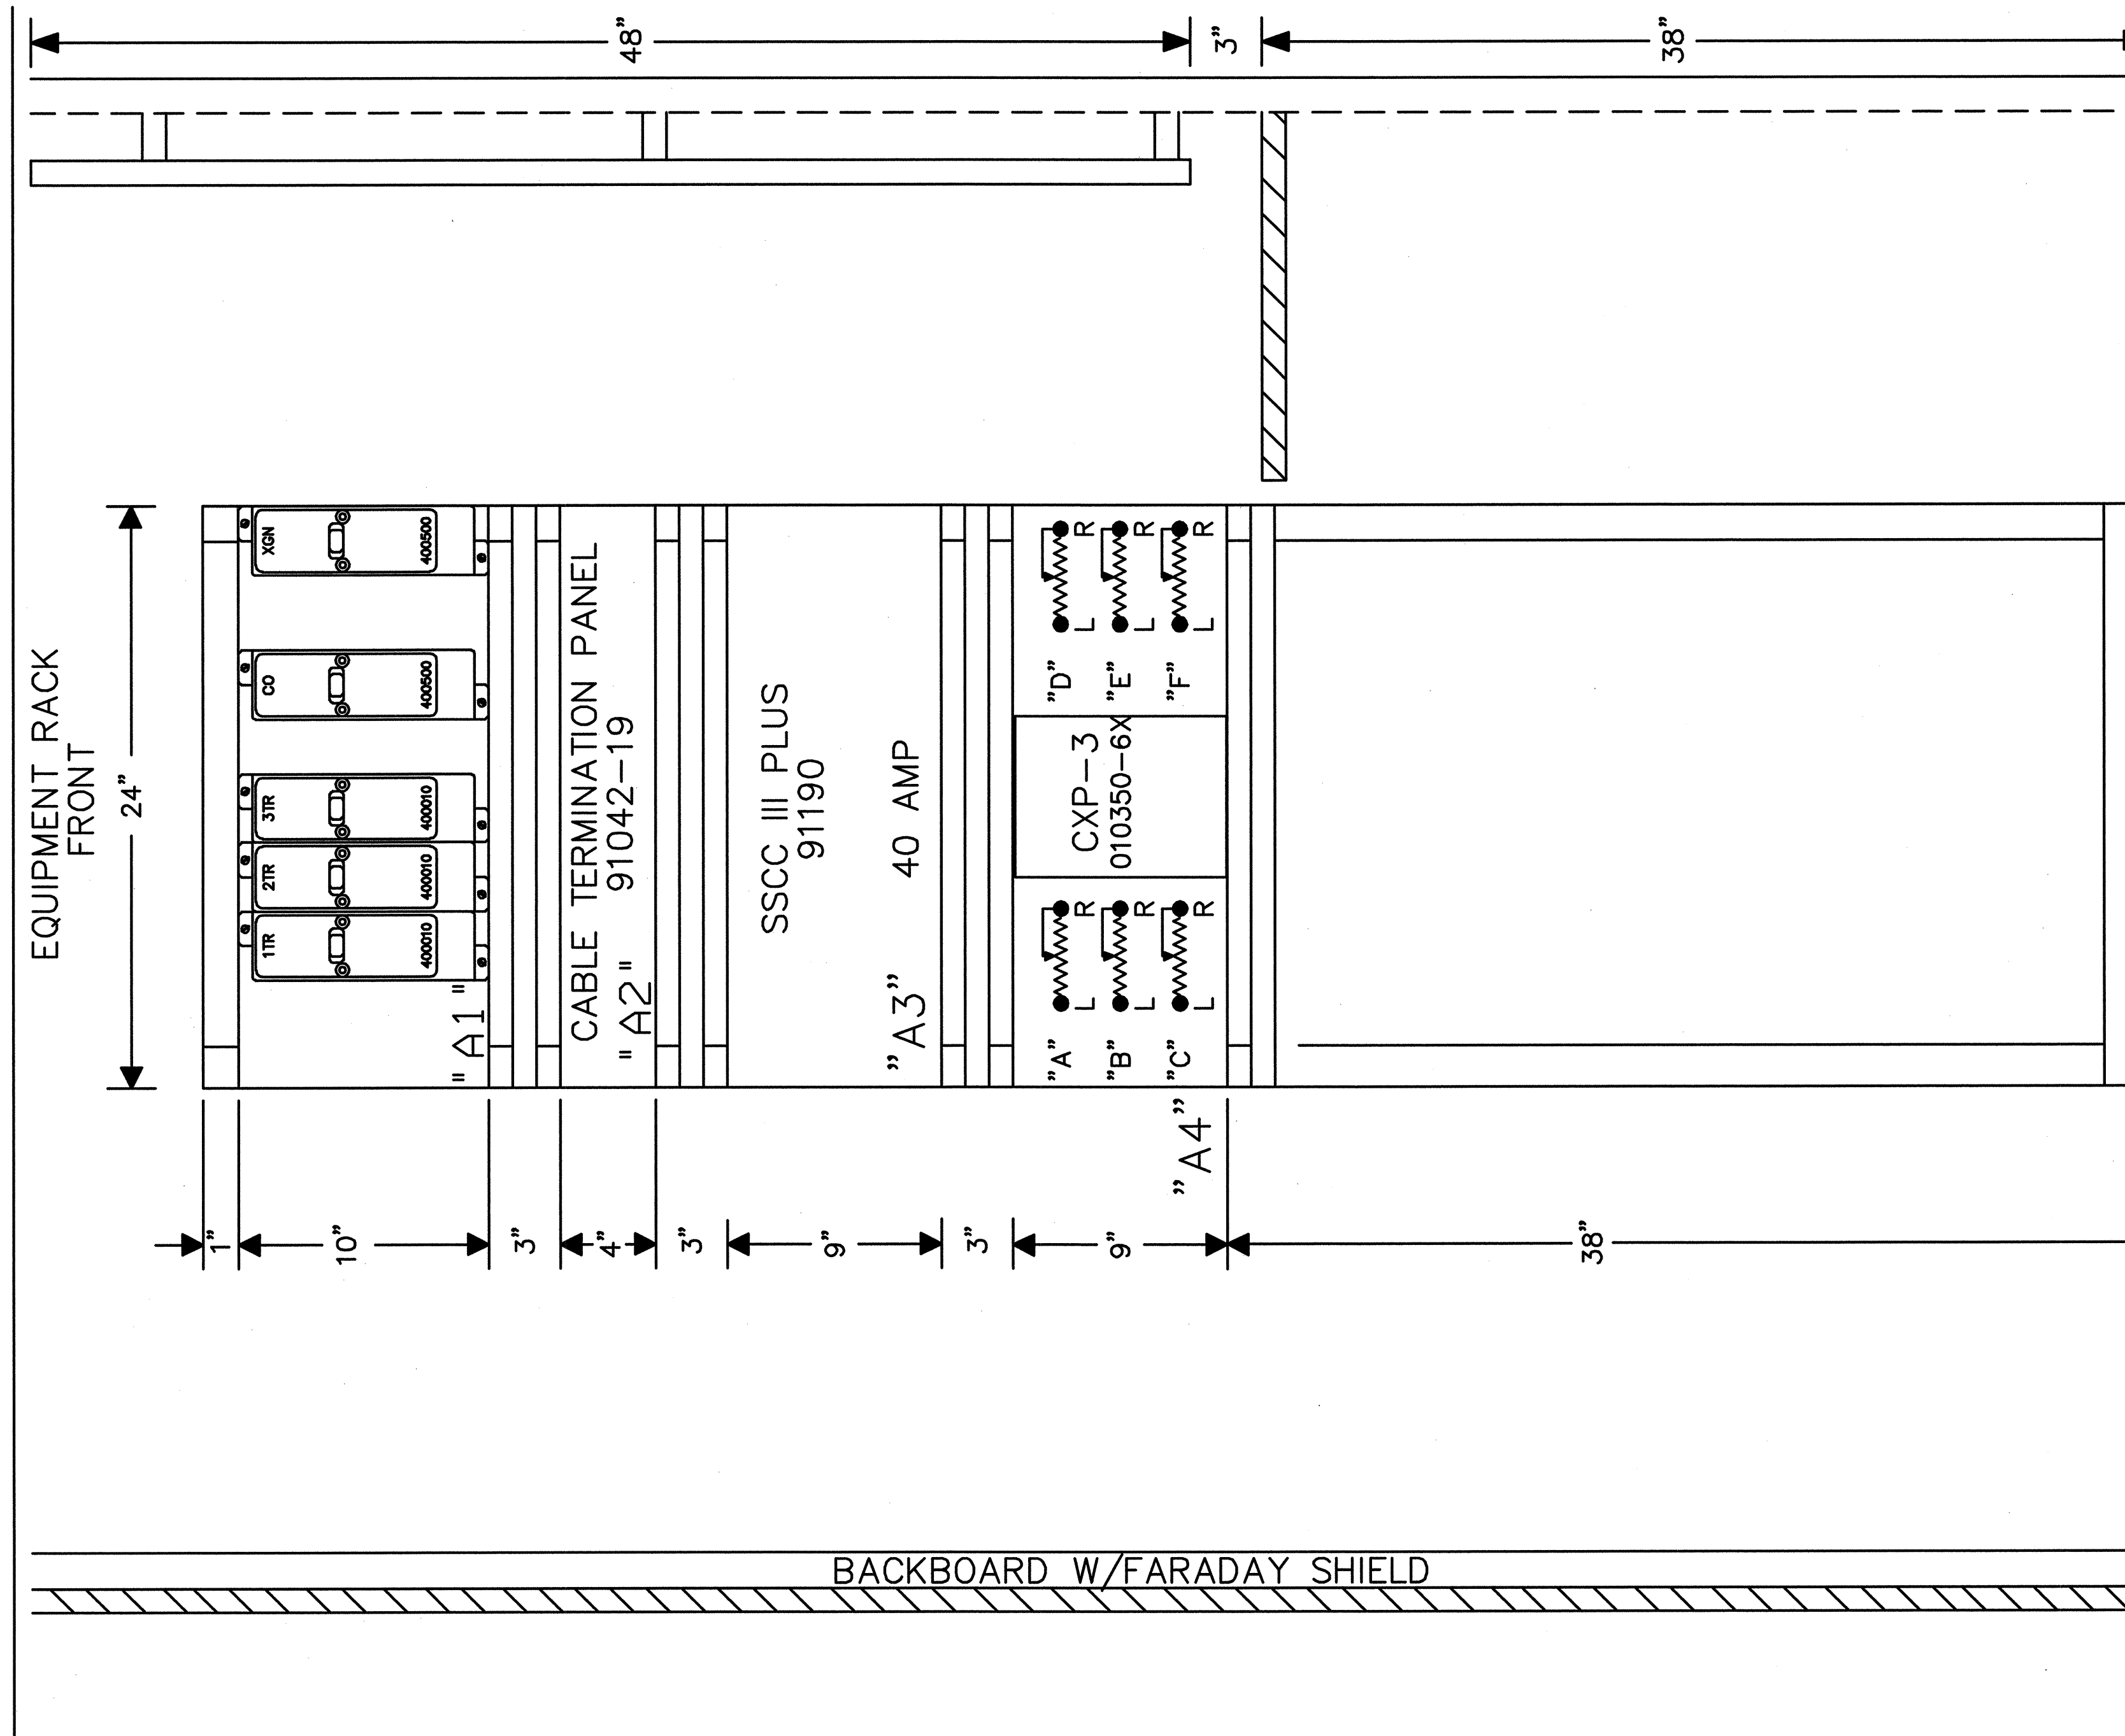 EQUIPMENT RACK
FRONT
24"
1TR
400010
2TR
400010
3TR
400010
CO
400500
XGN
400500
"A1"
CABLE TERMINATION PANEL
91042-19
"A2"
SSCC III PLUS
91190
40 AMP
"A3"
"A"
L
R
"B"
L
R
"C"
L
R
CXP-3
010350-6X
"D"
L
R
"E"
L
R
"F"
L
R
"A4"
1"
10"
3"
4"
3"
9"
3"
9"
38"
48"
3"
38"
BACKBOARD W/FARADAY SHIELD